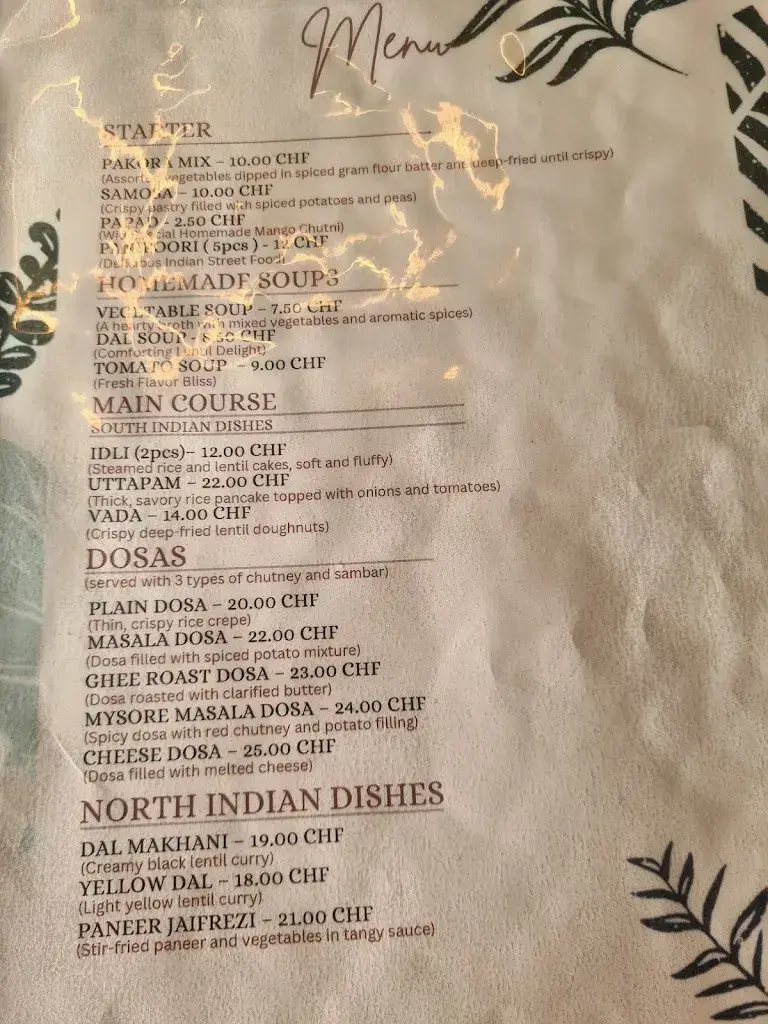 Menu
STARTER
PAKORA MIX – 10.00 CHF
(Assorted vegetables dipped in spiced gram flour batter and deep-fried until crispy)
SAMOSA – 10.00 CHF
(Crispy pastry filled with spiced potatoes and peas)
PAPAD - 2.50 CHF
(With Special Homemade Mango Chutni)
PANIPOORI ( 5pcs ) - 12 CHF
(Delicious Indian Street Food)
HOMEMADE SOUPS
VEGETABLE SOUP – 7.50 CHF
(A hearty broth with mixed vegetables and aromatic spices)
DAL SOUP - 8.50 CHF
(Comforting Lentil Delight)
TOMATO SOUP – 9.00 CHF
(Fresh Flavor Bliss)
MAIN COURSE
SOUTH INDIAN DISHES
IDLI (2pcs)– 12.00 CHF
(Steamed rice and lentil cakes, soft and fluffy)
UTTAPAM – 22.00 CHF
(Thick, savory rice pancake topped with onions and tomatoes)
VADA – 14.00 CHF
(Crispy deep-fried lentil doughnuts)
DOSAS
(served with 3 types of chutney and sambar)
PLAIN DOSA – 20.00 CHF
(Thin, crispy rice crepe)
MASALA DOSA – 22.00 CHF
(Dosa filled with spiced potato mixture)
GHEE ROAST DOSA – 23.00 CHF
(Dosa roasted with clarified butter)
MYSORE MASALA DOSA – 24.00 CHF
(Spicy dosa with red chutney and potato filling)
CHEESE DOSA – 25.00 CHF
(Dosa filled with melted cheese)
NORTH INDIAN DISHES
DAL MAKHANI – 19.00 CHF
(Creamy black lentil curry)
YELLOW DAL – 18.00 CHF
(Light yellow lentil curry)
PANEER JAIFREZI – 21.00 CHF
(Stir-fried paneer and vegetables in tangy sauce)